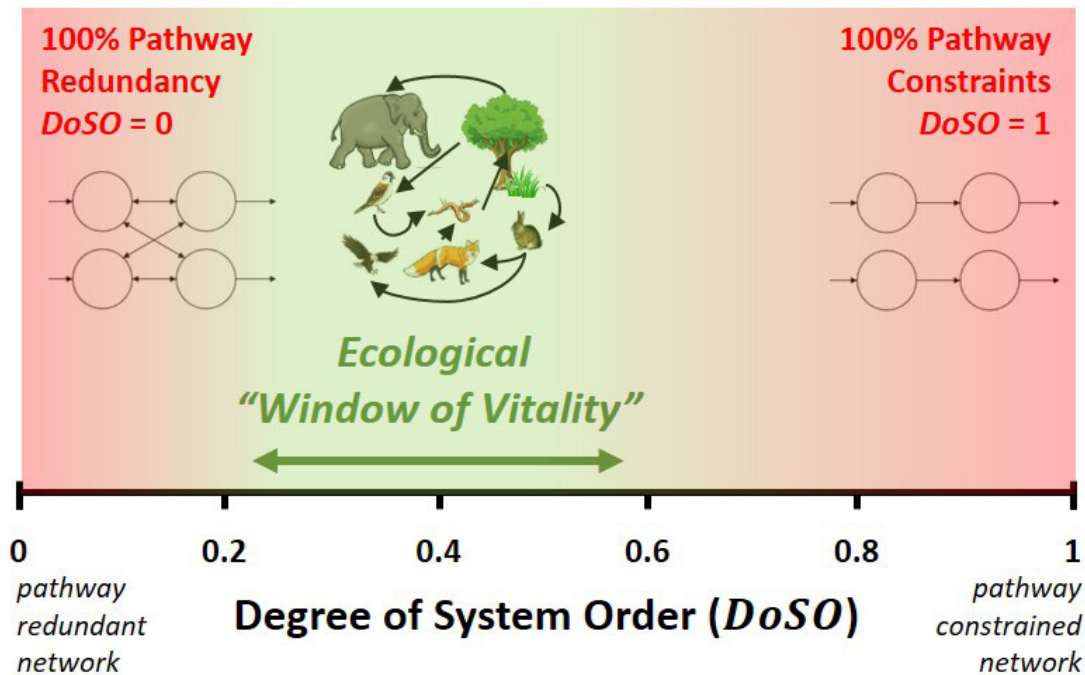 100% Pathway
Redundancy
DoSO = 0
100% Pathway
Constraints
DoSO = 1
Ecological
“Window of Vitality”
0
0.2
0.4
0.6
0.8
1
pathway
redundant
network
Degree of System Order (DoSO)
pathway
constrained
network